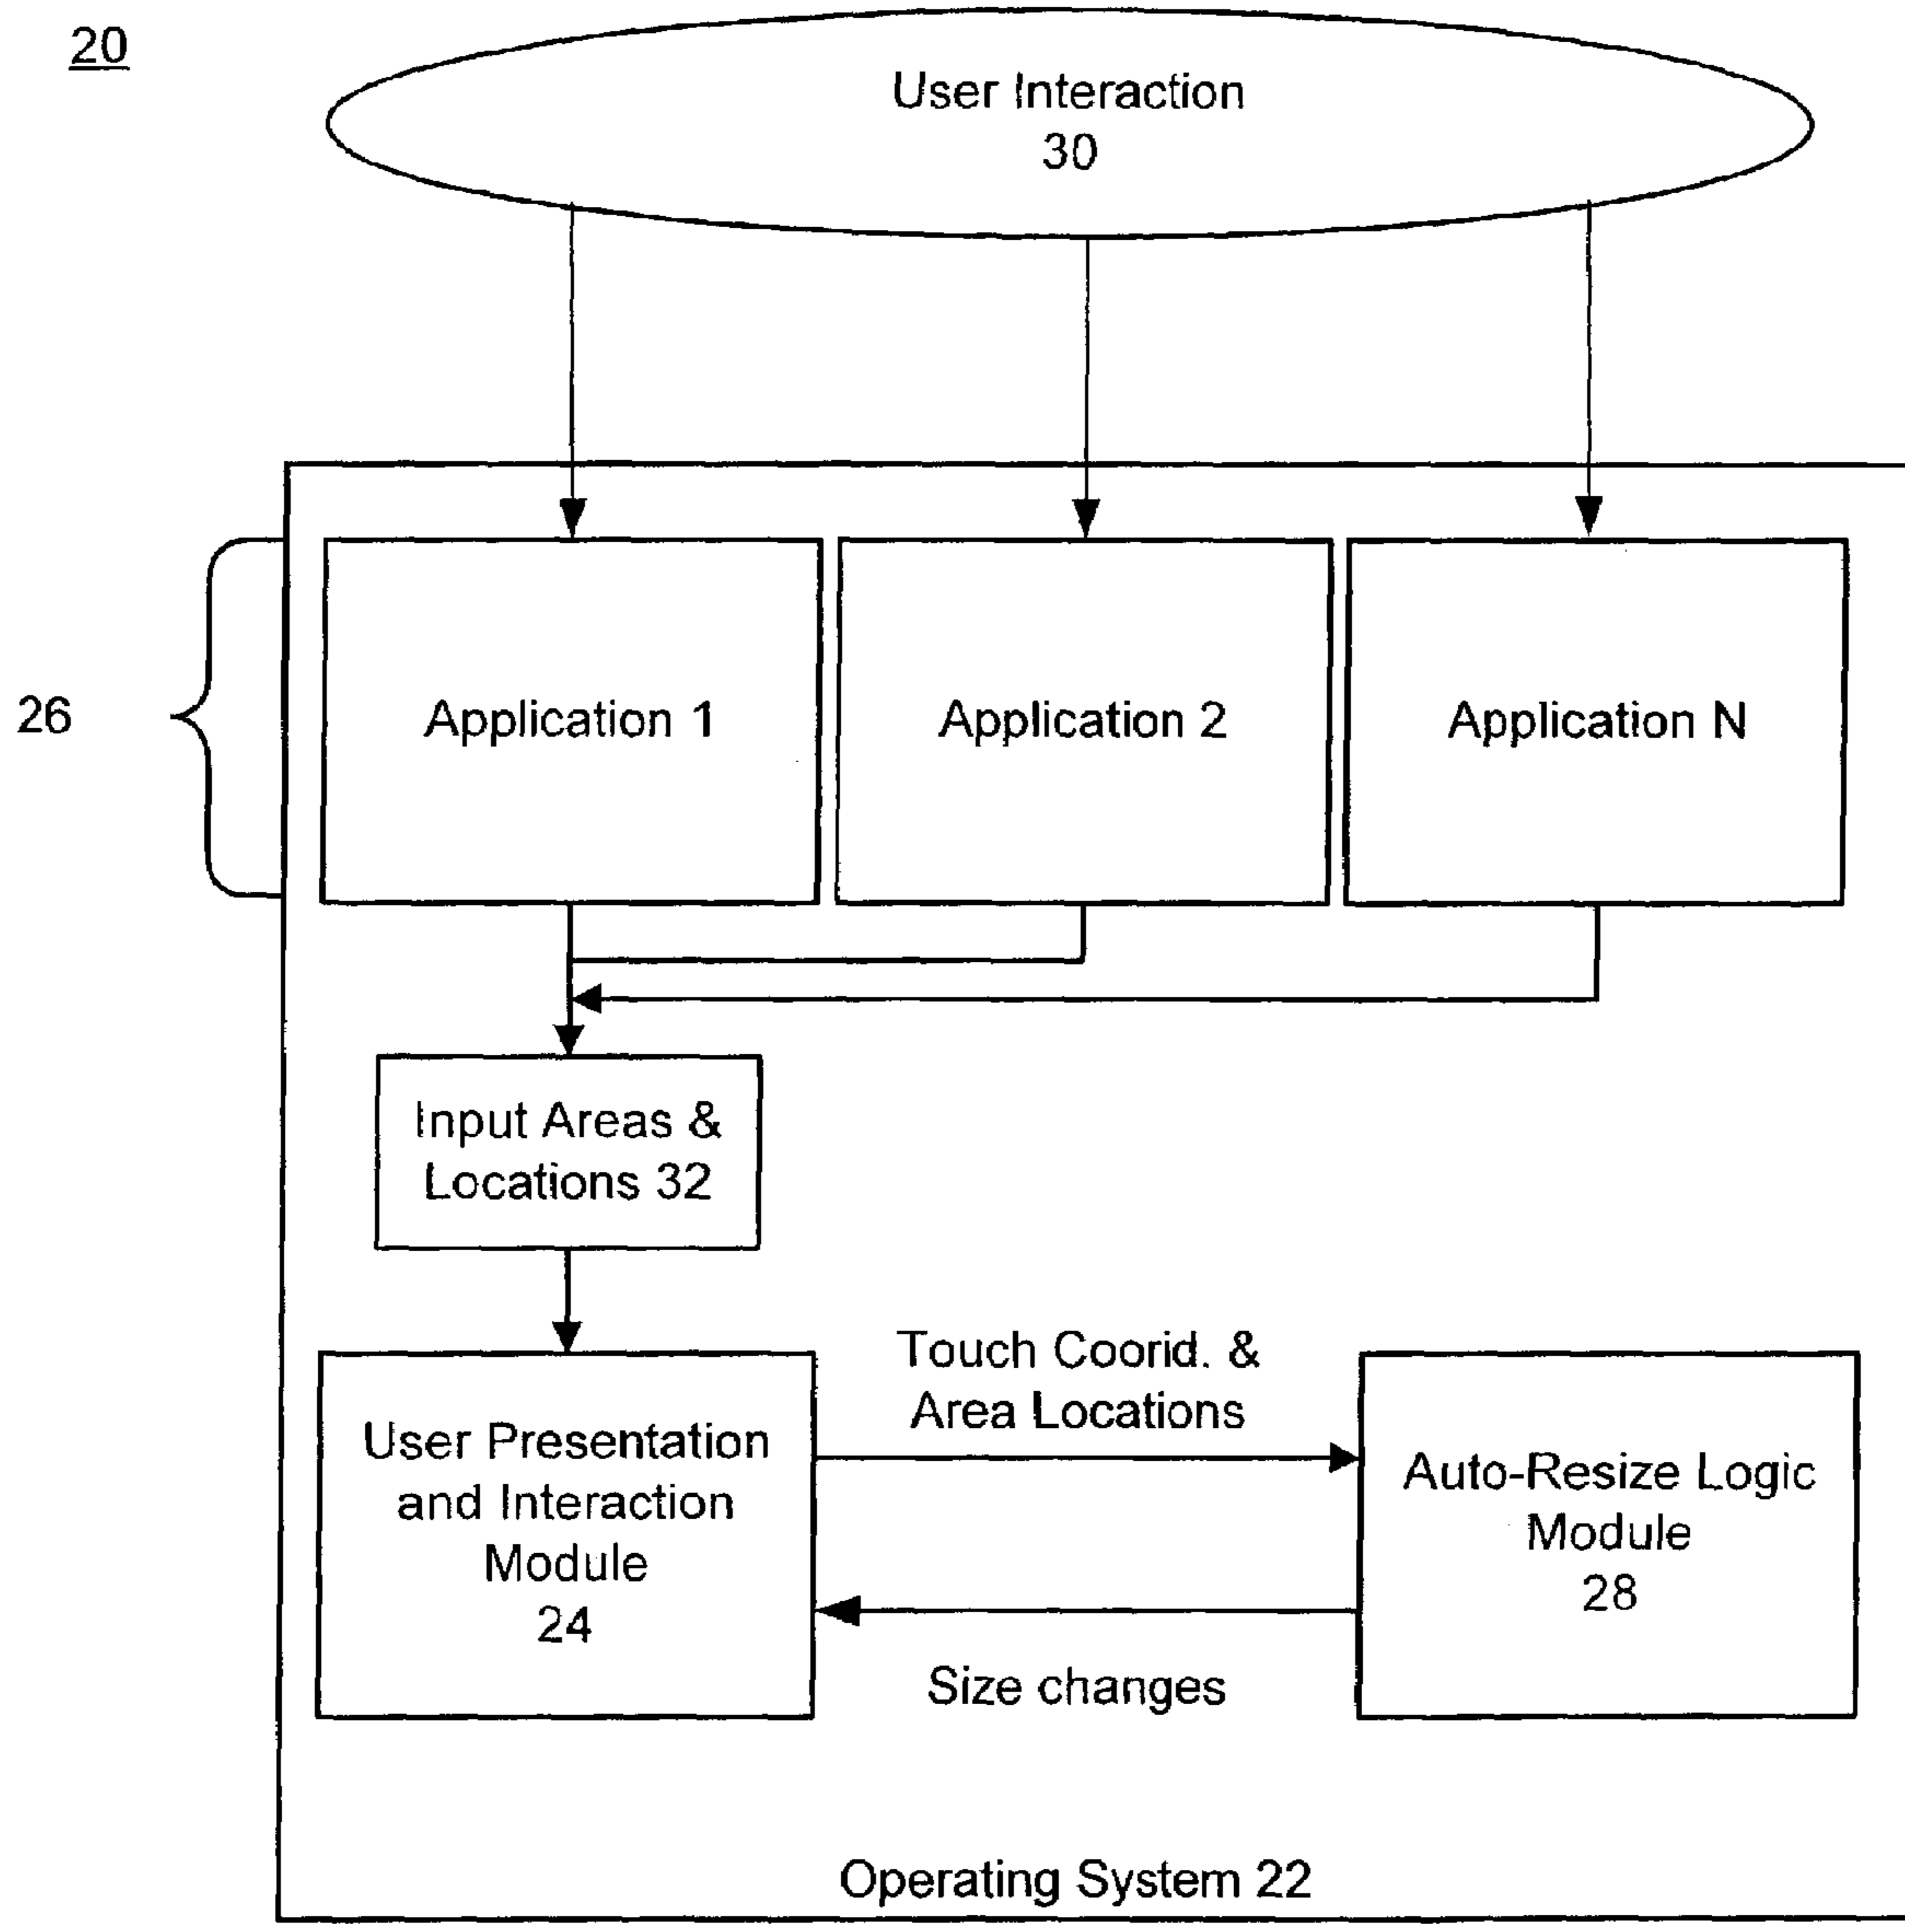 20
User Interaction
30
26
Application 1
Application 2
Application N
Input Areas &
Locations 32
Touch Coorid. &
Area Locations
User Presentation
and Interaction
Module
24
Auto-Resize Logic
Module
28
Size changes
Operating System 22